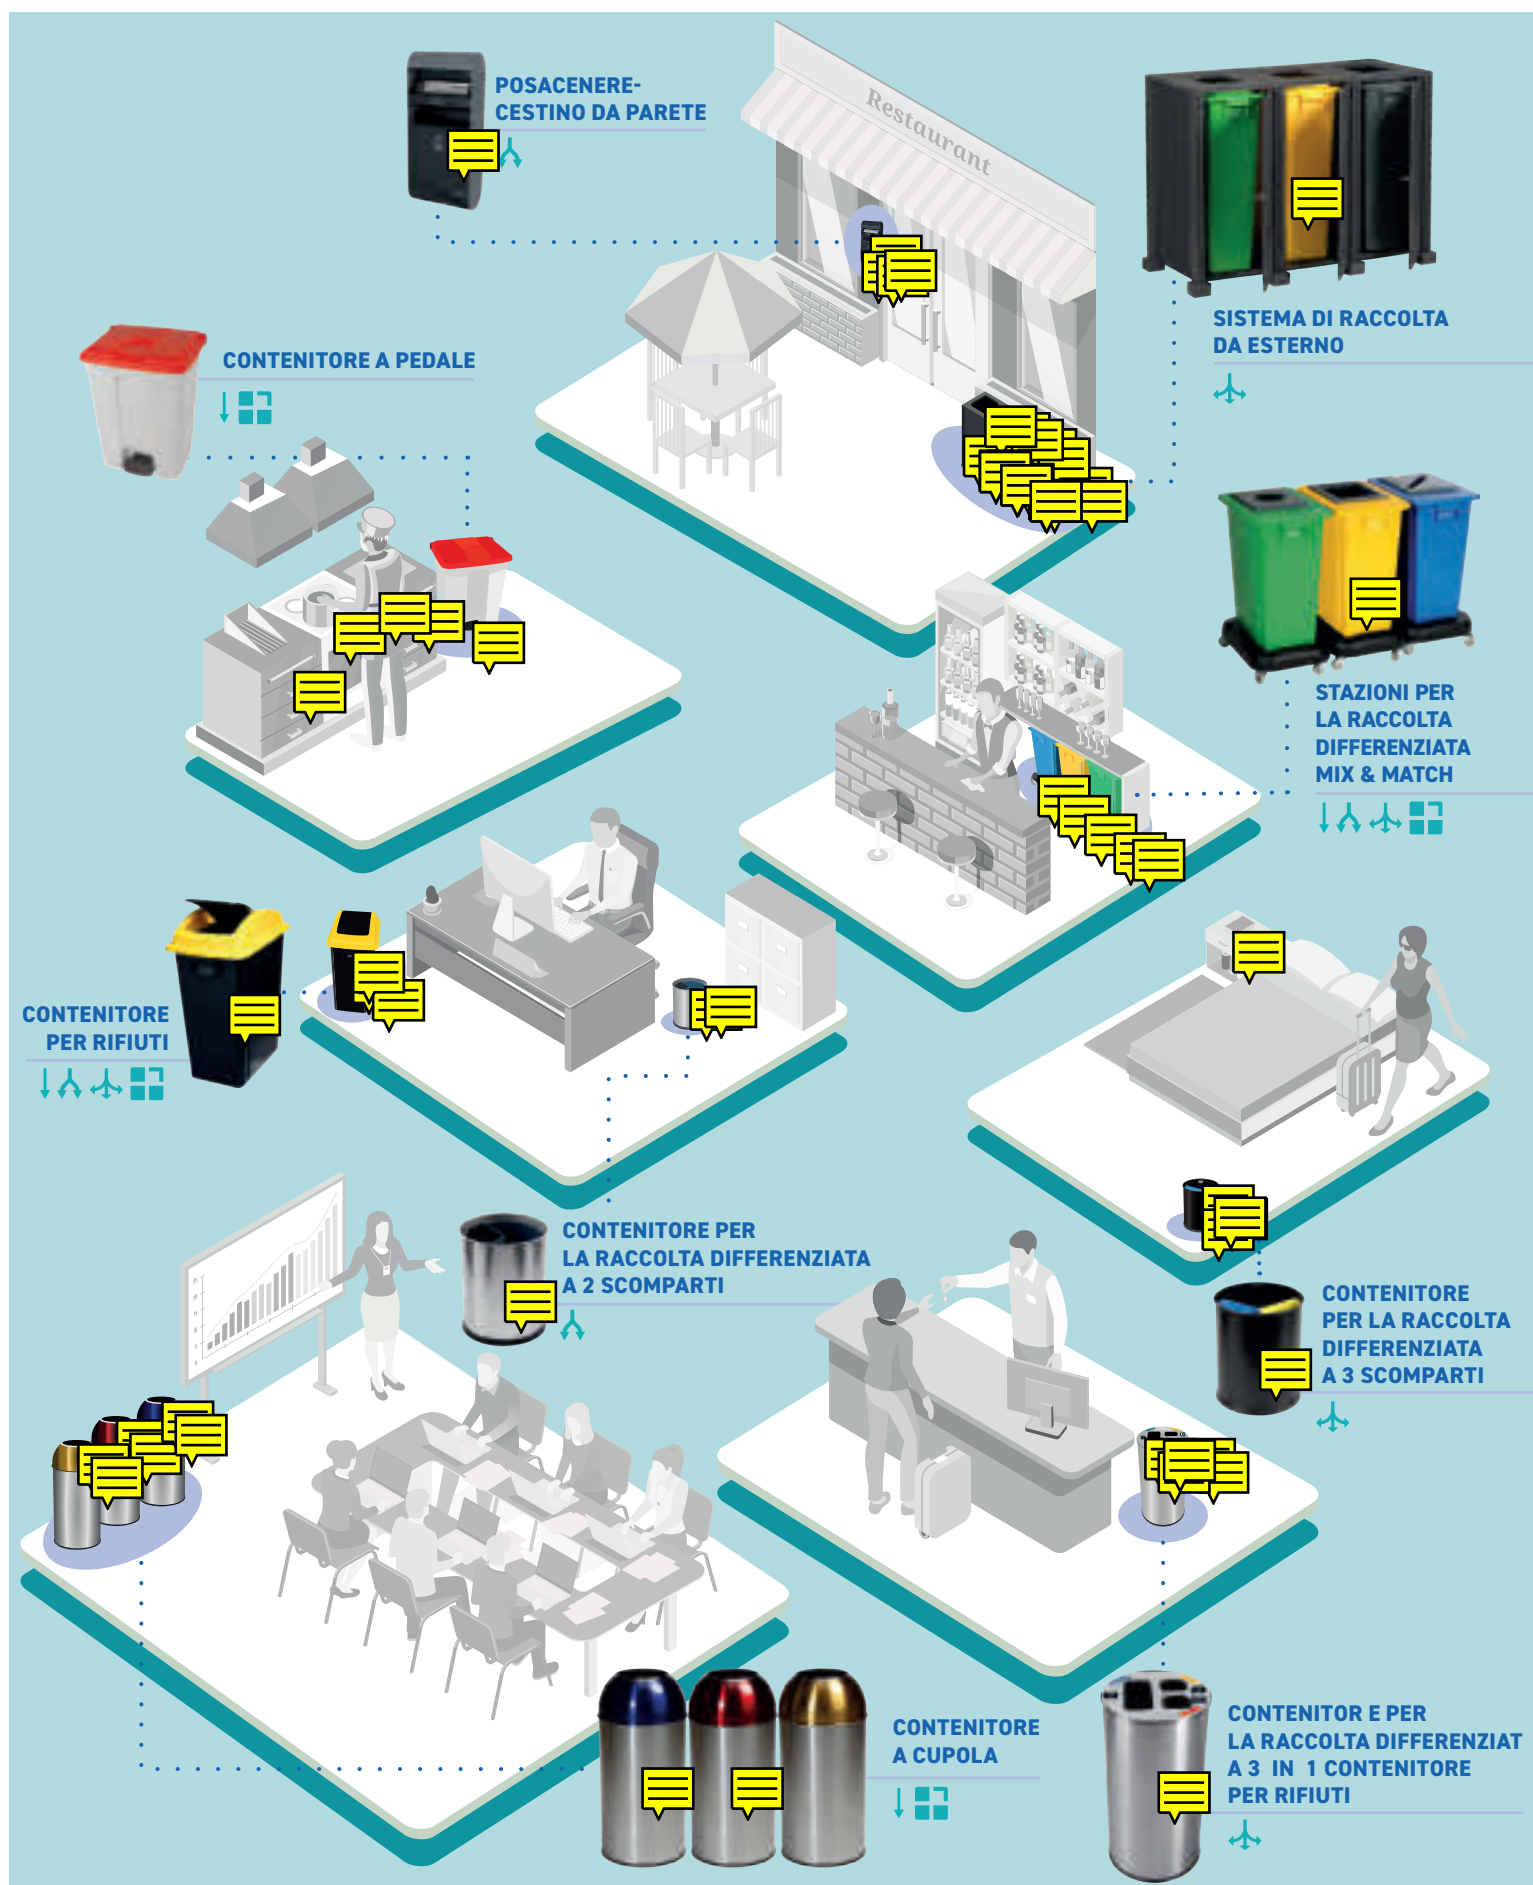 POSACENERE-
CESTINO DA PARETE
Restaurant
SISTEMA DI RACCOLTA
DA ESTERNO
CONTENITORE A PEDALE
STAZIONI PER
LA RACCOLTA
DIFFERENZIATA
MIX & MATCH
CONTENITORE
PER RIFIUTI
CONTENITORE PER
LA RACCOLTA DIFFERENZIATA
A 2 SCOMPARTI
CONTENITORE
PER LA RACCOLTA
DIFFERENZIATA
A 3 SCOMPARTI
CONTENITORE
A CUPOLA
CONTENITOR E PER
LA RACCOLTA DIFFERENZIAT
A 3 IN 1 CONTENITORE
PER RIFIUTI